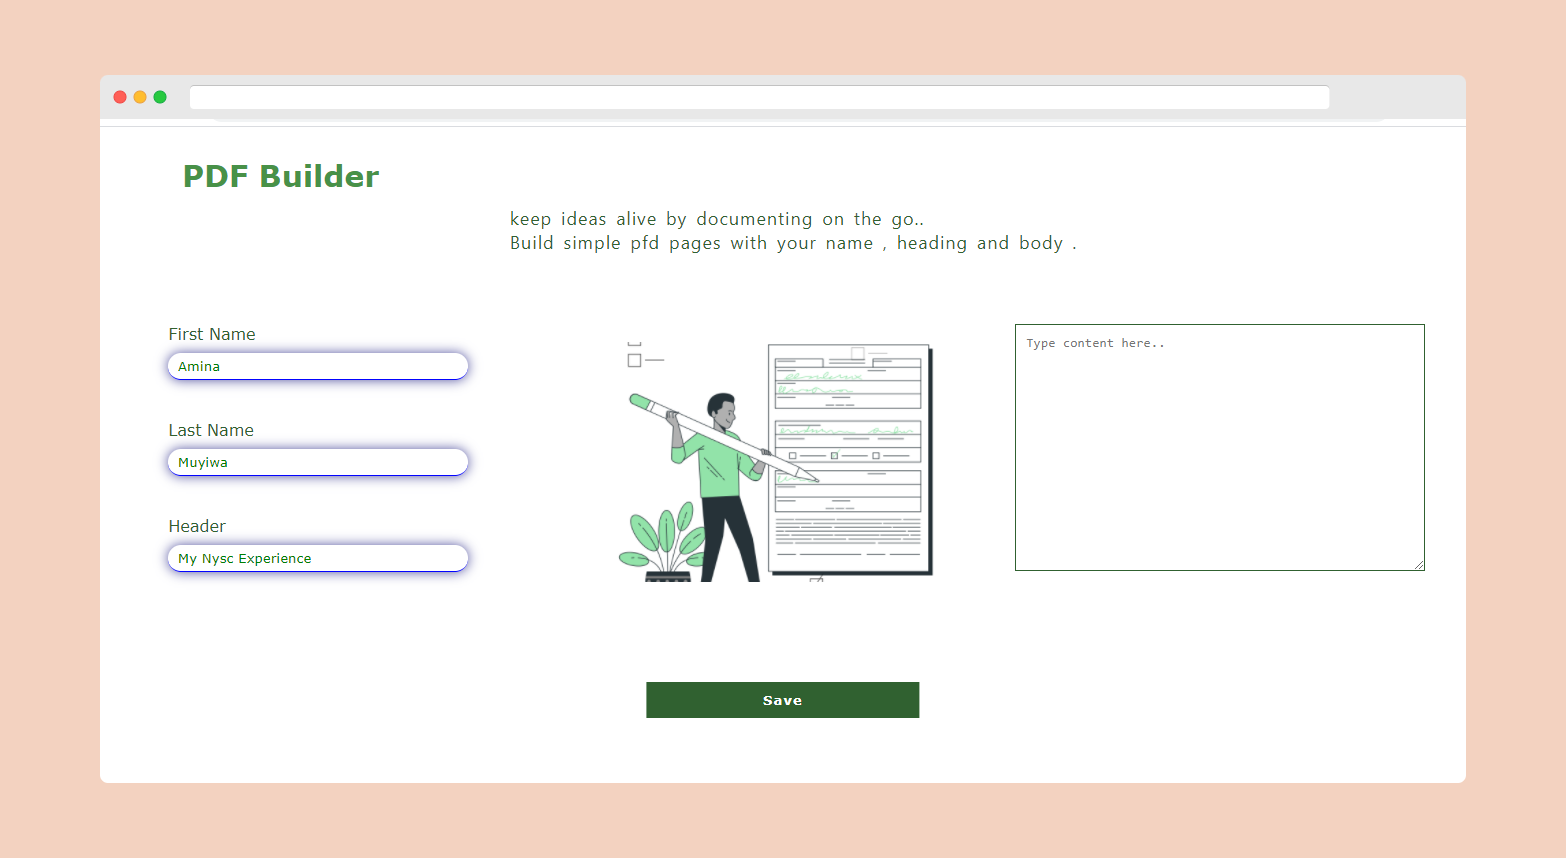 PDF Builder
keep ideas alive by documenting on the go..
Build simple pfd pages with your name , heading and body .
First Name
Amina
Last Name
Muyiwa
Header
My Nysc Experience
Type content here..
Save